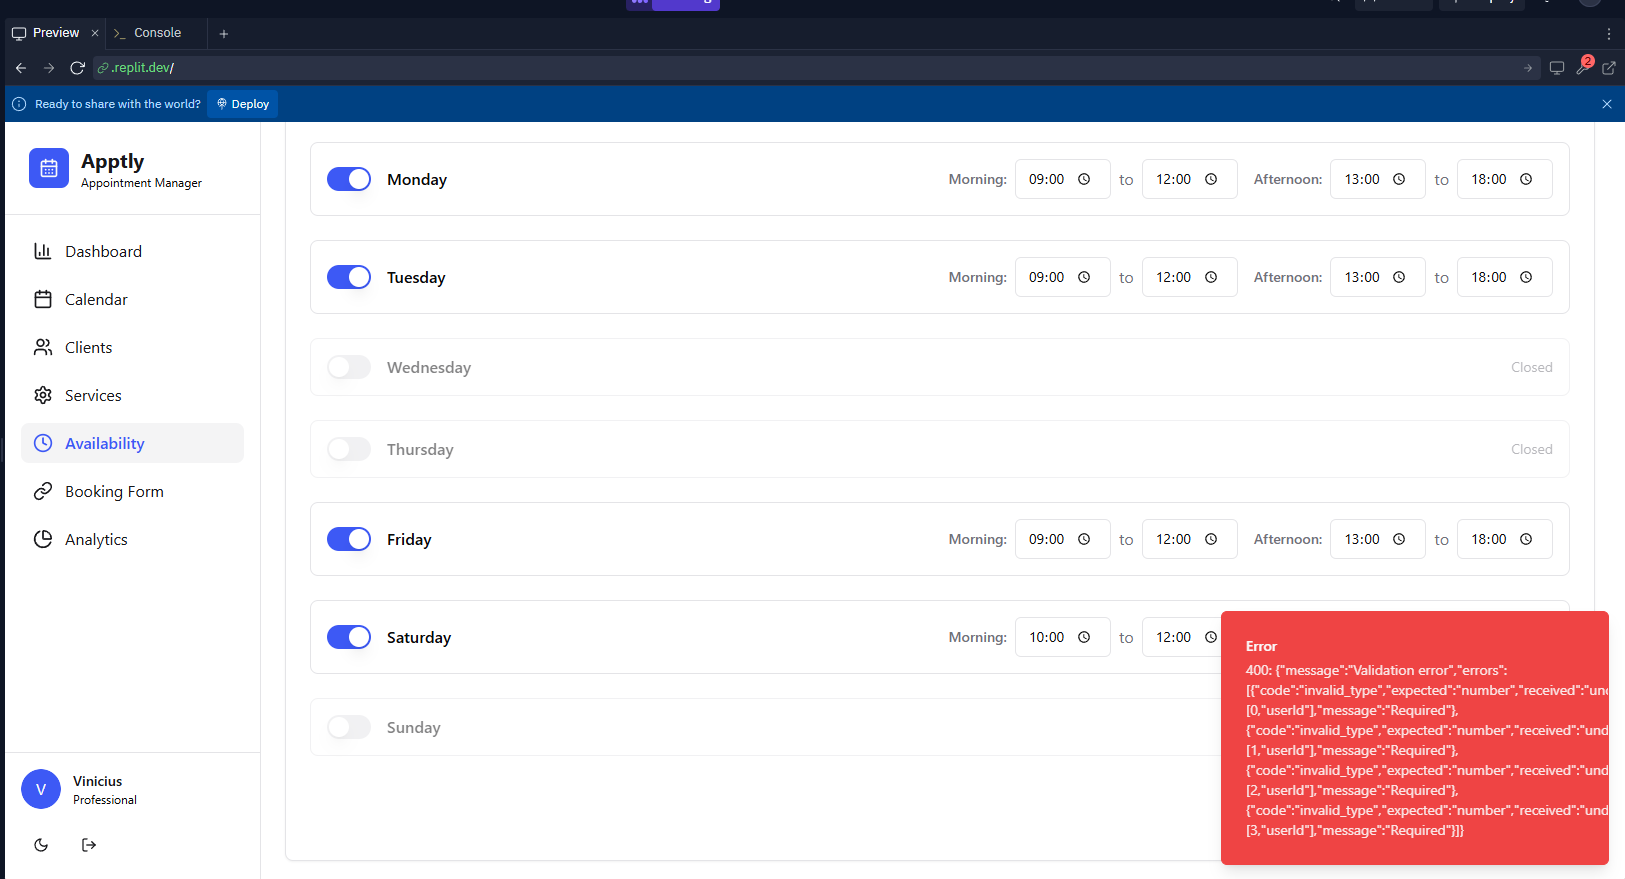 Preview
Console
.replit.dev/
2
Ready to share with the world?
Deploy
Apptly
Appointment Manager
Dashboard
Calendar
Clients
Services
Availability
Booking Form
Analytics
V
Vinicius
Professional
Monday
Morning: 09:00 to 12:00 Afternoon: 13:00 to 18:00
Tuesday
Morning: 09:00 to 12:00 Afternoon: 13:00 to 18:00
Wednesday
Closed
Thursday
Closed
Friday
Morning: 09:00 to 12:00 Afternoon: 13:00 to 18:00
Saturday
Morning: 10:00 to 12:00
Sunday
Error
400: {"message":"Validation error","errors":
[{"code":"invalid_type","expected":"number","received":"und
[0,"userId"],"message":"Required"},
{"code":"invalid_type","expected":"number","received":"und
[1,"userId"],"message":"Required"},
{"code":"invalid_type","expected":"number","received":"und
[2,"userId"],"message":"Required"},
{"code":"invalid_type","expected":"number","received":"und
[3,"userId"],"message":"Required"}]}